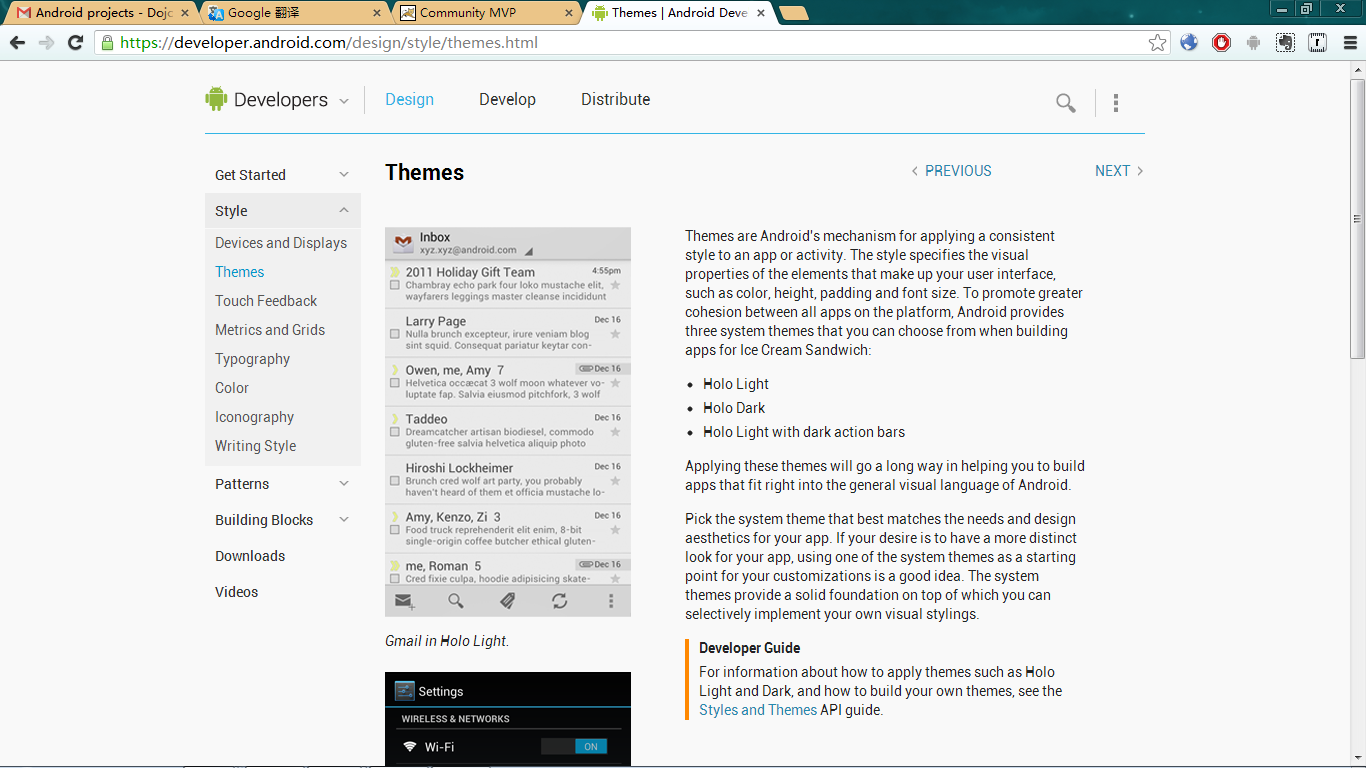 Android projects - Dojo
Google 翻译
Community MVP
Themes | Android Deve
https://developer.android.com/design/style/themes.html
Developers
Design
Develop
Distribute
Get Started
Style
Devices and Displays
Themes
Touch Feedback
Metrics and Grids
Typography
Color
Iconography
Writing Style
Patterns
Building Blocks
Downloads
Videos
Themes
PREVIOUS
NEXT
Inbox
xyz.xyz@android.com
2011 Holiday Gift Team 4:55pm
Chambray echo park four loko mustache elit,
wayfarers leggings master cleanse incididunt
Larry Page Dec 16
Nulla brunch excepteur, irure veniam blog
sint squid. Consequat pariatur keytar con-
Owen, me, Amy 7 Dec 16
Helvetica occæcat 3 wolf moon whatever vo-
luptate fap. Salvia eiusmod pitchfork, 3 wolf
Taddeo Dec 16
Dreamcatcher artisan biodiesel, commodo
gluten-free salvia helvetica aliquip photo
Hiroshi Lockheimer Dec 16
Brunch cred wolf art party, you probably
haven't heard of them et officia mustache lo-
Amy, Kenzo, Zi 3 Dec 16
Food truck reprehenderit elit enim, 8-bit
single-origin coffee butcher ethical gluten-
me, Roman 5 Dec 16
Cred fixie culpa, hoodie adipisicing skate-
Gmail in Holo Light.
Settings
WIRELESS & NETWORKS
Wi-Fi ON
Themes are Android's mechanism for applying a consistent
style to an app or activity. The style specifies the visual
properties of the elements that make up your user interface,
such as color, height, padding and font size. To promote greater
cohesion between all apps on the platform, Android provides
three system themes that you can choose from when building
apps for Ice Cream Sandwich:
• Holo Light
• Holo Dark
• Holo Light with dark action bars
Applying these themes will go a long way in helping you to build
apps that fit right into the general visual language of Android.
Pick the system theme that best matches the needs and design
aesthetics for your app. If your desire is to have a more distinct
look for your app, using one of the system themes as a starting
point for your customizations is a good idea. The system
themes provide a solid foundation on top of which you can
selectively implement your own visual stylings.
Developer Guide
For information about how to apply themes such as Holo
Light and Dark, and how to build your own themes, see the
Styles and Themes API guide.